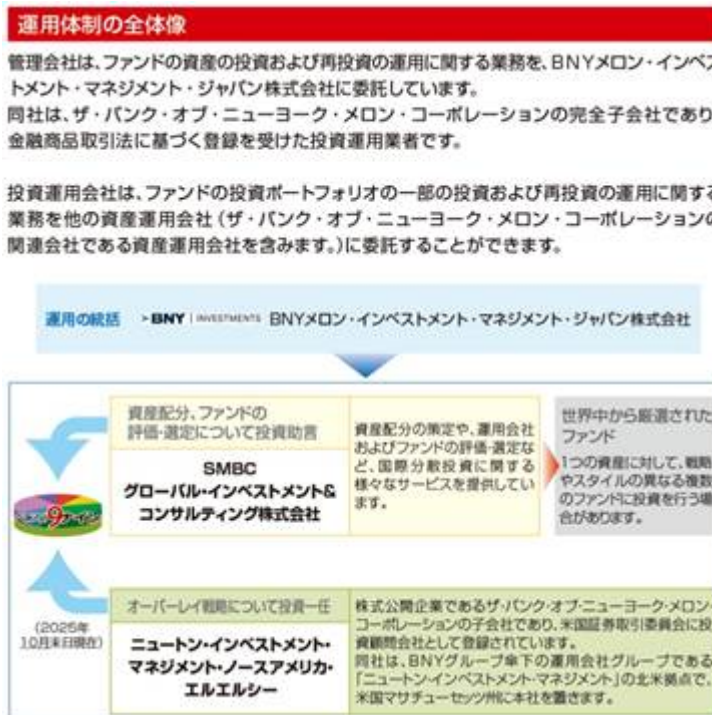 運用体制の全体像
管理会社は、ファンドの資産の投資および再投資の運用に関する業務を、BNYメロン・インベス
トメント・マネジメント・ジャパン株式会社に委託しています。
同社は、ザ・バンク・オブ・ニューヨーク・メロン・コーポレーションの完全子会社であり
金融商品取引法に基づく登録を受けた投資運用業者です。
投資運用会社は、ファンドの投資ポートフォリオの一部の投資および再投資の運用に関する
業務を他の資産運用会社(ザ・バンク・オブ・ニューヨーク・メロン・コーポレーションの
関連会社である資産運用会社を含みます。)に委託することができます。
運用の統括 >BNY | INVESTMENTS BNYメロン・インベストメント・マネジメント・ジャパン株式会社
資産配分、ファンドの
評価・選定について投資助言
SMBC
グローバル・インベストメント&
コンサルティング株式会社
資産配分の策定や、運用会社
およびファンドの評価・選定な
ど、国際分散投資に関する
様々なサービスを提供してい
ます。
世界中から厳選された
ファンド
1つの資産に対して、戦略
やスタイルの異なる複数
のファンドに投資を行う場
合があります。
(2025年
10月末日現在)
オーバーレイ戦略について投資一任
ニュートン・インベストメント・
マネジメント・ノースアメリカ・
エルエルシー
株式公開企業であるザ・バンク・オブ・ニューヨーク・メロン・
コーポレーションの子会社であり、米国証券取引委員会に投
資顧問会社として登録されています。
同社は、BNYグループ傘下の運用会社グループである
「ニュートン・インベストメント・マネジメント」の北米拠点で、
米国マサチューセッツ州に本社を置きます。